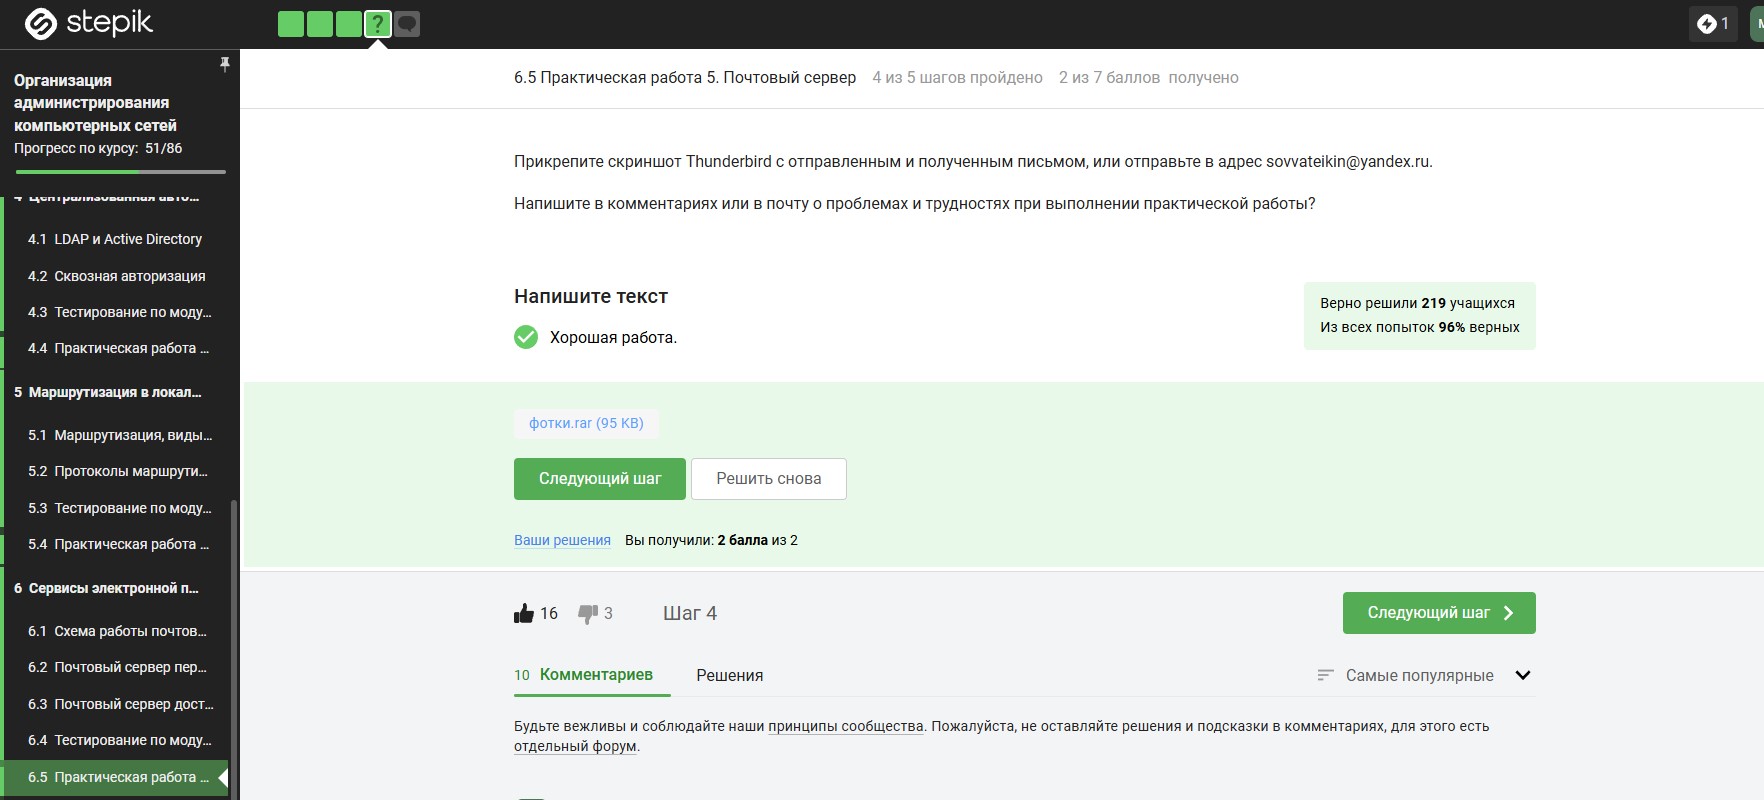 stepik
?
1
Организация
администрирования
компьютерных сетей
Прогресс по курсу: 51/86
4.1 LDAP и Active Directory
4.2 Сквозная авторизация
4.3 Тестирование по моду...
4.4 Практическая работа ...
5 Маршрутизация в локал...
5.1 Маршрутизация, виды...
5.2 Протоколы маршрути...
5.3 Тестирование по моду...
5.4 Практическая работа ...
6 Сервисы электронной п...
6.1 Схема работы почтов...
6.2 Почтовый сервер пер...
6.3 Почтовый сервер дост...
6.4 Тестирование по моду...
6.5 Практическая работа ...
6.5 Практическая работа 5. Почтовый сервер 4 из 5 шагов пройдено 2 из 7 баллов получено
Прикрепите скриншот Thunderbird с отправленным и полученным письмом, или отправьте в адрес sovvateikin@yandex.ru.
Напишите в комментариях или в почту о проблемах и трудностях при выполнении практической работы?
Напишите текст
Хорошая работа.
Верно решили 219 учащихся
Из всех попыток 96% верных
фотки.rar (95 KB)
Следующий шаг Решить снова
Ваши решения Вы получили: 2 балла из 2
16 3 Шаг 4 Следующий шаг
10 Комментариев Решения Самые популярные
Будьте вежливы и соблюдайте наши принципы сообщества. Пожалуйста, не оставляйте решения и подсказки в комментариях, для этого есть
отдельный форум.